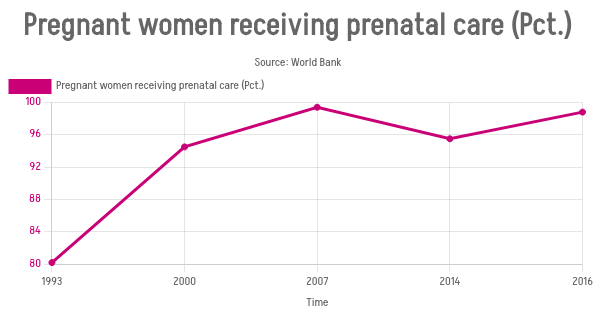 Pregnant women receiving prenatal care (Pct.)
Source: World Bank
Pregnant women receiving prenatal care (Pct.)
100
96
92
88
84
80
1993 2000 2007 2014 2016
Time